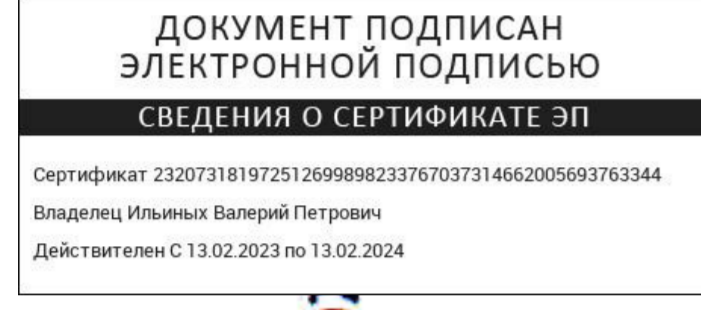 ДОКУМЕНТ ПОДПИСАН
ЭЛЕКТРОННОЙ ПОДПИСЬЮ
СВЕДЕНИЯ О СЕРТИФИКАТЕ ЭП
Сертификат 232073181972512699898233767037314662005693763344
Владелец Ильиных Валерий Петрович
Действителен С 13.02.2023 по 13.02.2024